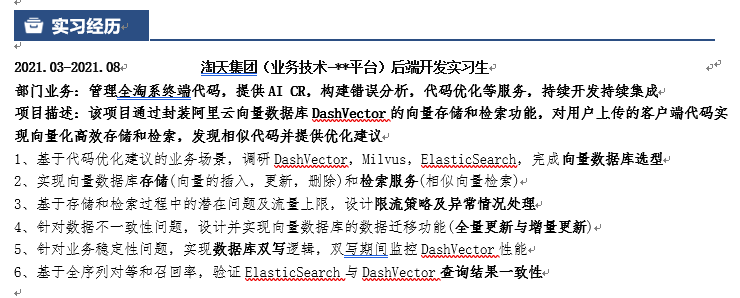 实习经历
2021.03-2021.08 淘天集团（业务技术-**平台）后端开发实习生
部门业务：管理全淘系终端代码，提供AI CR，构建错误分析，代码优化等服务，持续开发持续集成
项目描述：该项目通过封装阿里云向量数据库DashVector的向量存储和检索功能，对用户上传的客户端代码实
现向量化高效存储和检索，发现相似代码并提供优化建议
1、基于代码优化建议的业务场景，调研DashVector，Milvus，ElasticSearch，完成向量数据库选型
2、实现向量数据库存储(向量的插入，更新，删除)和检索服务(相似向量检索)
3、基于存储和检索过程中的潜在问题及流量上限，设计限流策略及异常情况处理
4、针对数据不一致性问题，设计并实现向量数据库的数据迁移功能(全量更新与增量更新)
5、针对业务稳定性问题，实现数据库双写逻辑，双写期间监控DashVector性能
6、基于全序列对等和召回率，验证ElasticSearch与DashVector查询结果一致性